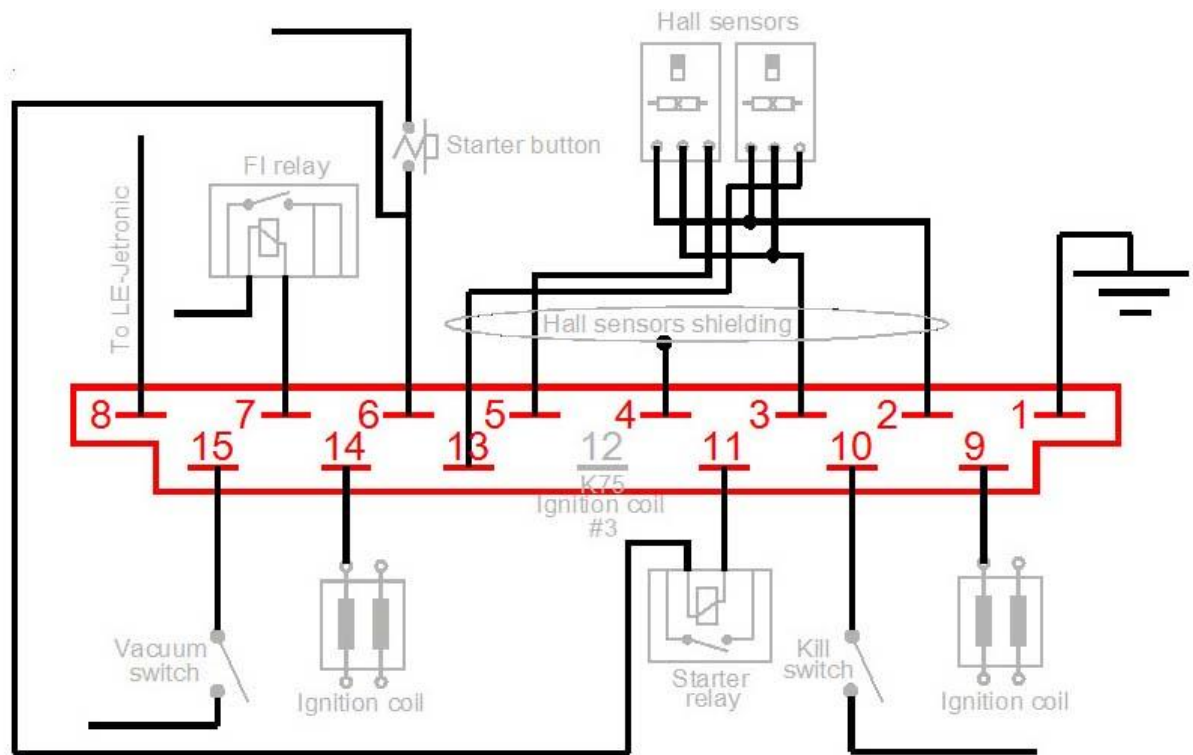 Hall sensors
Starter button
FI relay
To LE-Jetronic
Hall sensors shielding
8 7 6 5 4 3 2 1
15 14 13 12 11 10 9
K75
Ignition coil
#3
Vacuum
switch
Ignition coil
Starter
relay
Kill
switch
Ignition coil